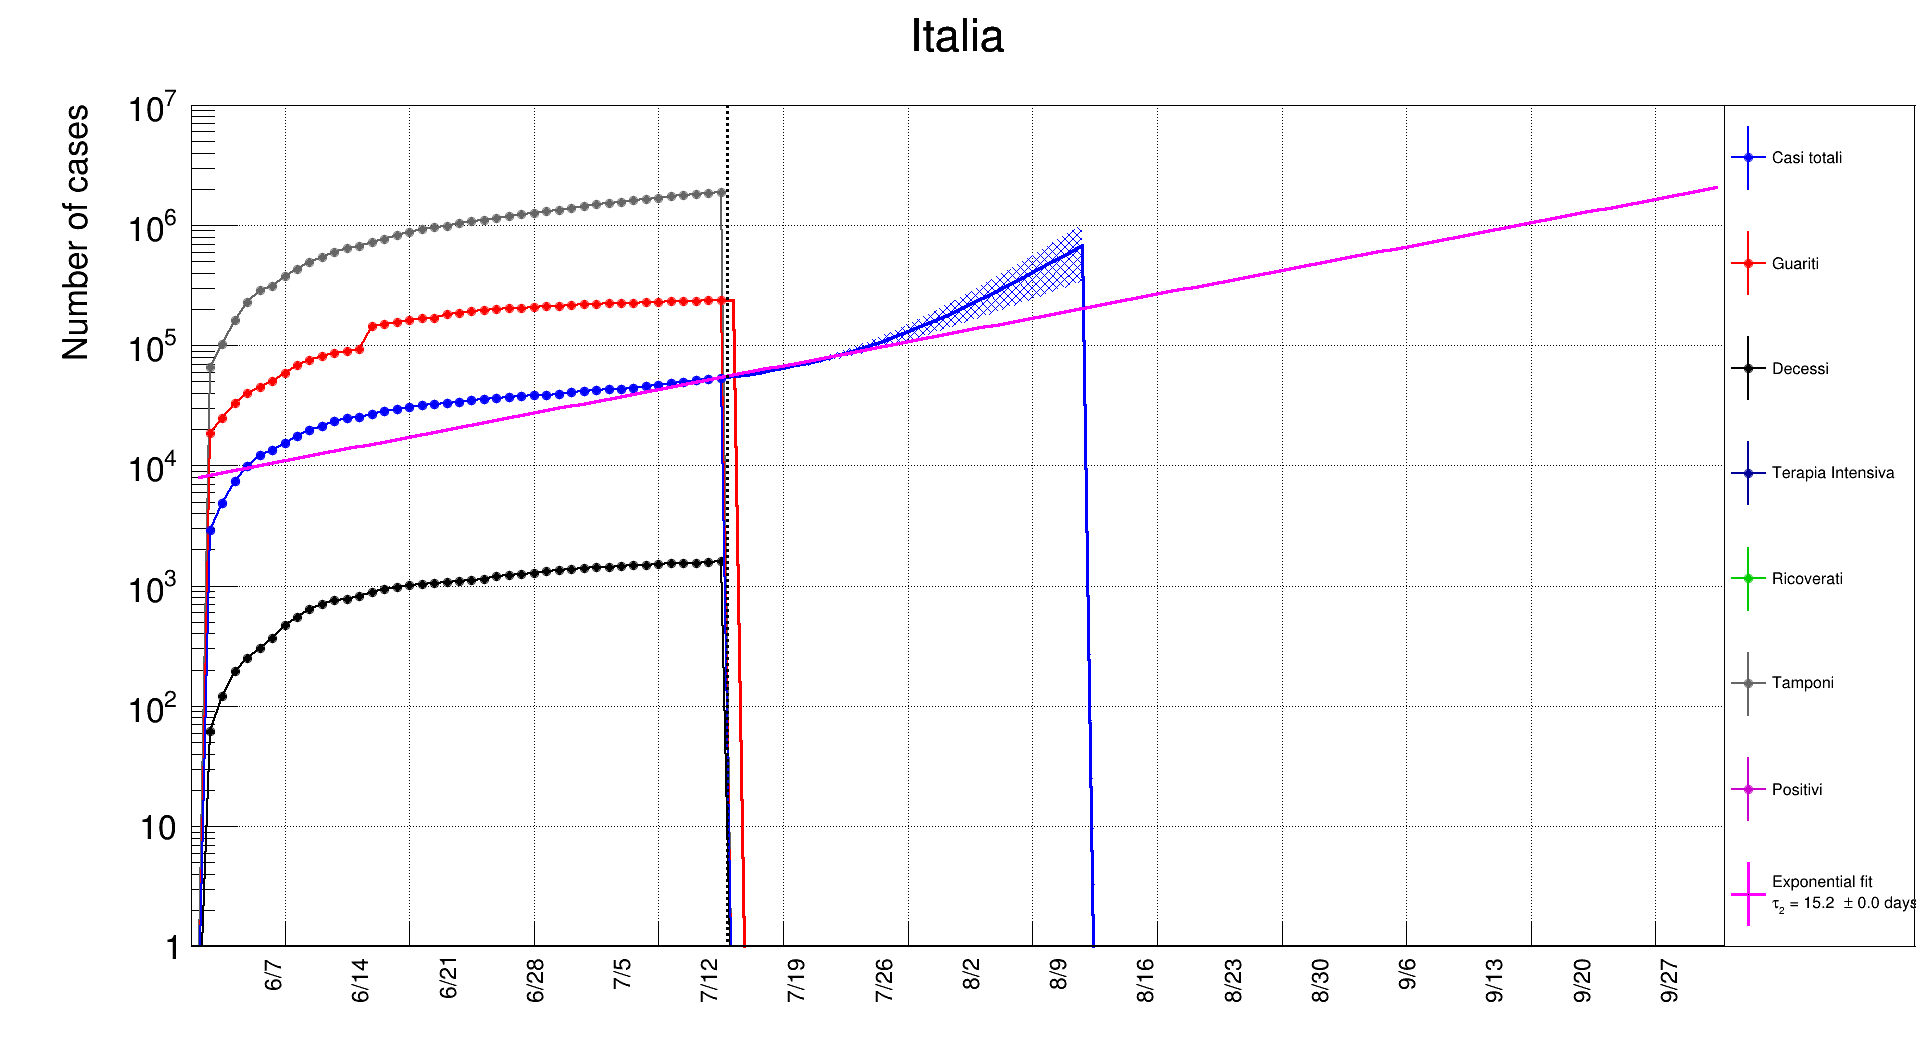 Italia
Number of cases
10^7
10^6
10^5
10^4
10^3
10^2
10
1
6/7
6/14
6/21
6/28
7/5
7/12
7/19
7/26
8/2
8/9
8/16
8/23
8/30
9/6
9/13
9/20
9/27
Casi totali
Guariti
Decessi
Terapia Intensiva
Ricoverati
Tamponi
Positivi
Exponential fit
τ₂ = 15.2 ± 0.0 days